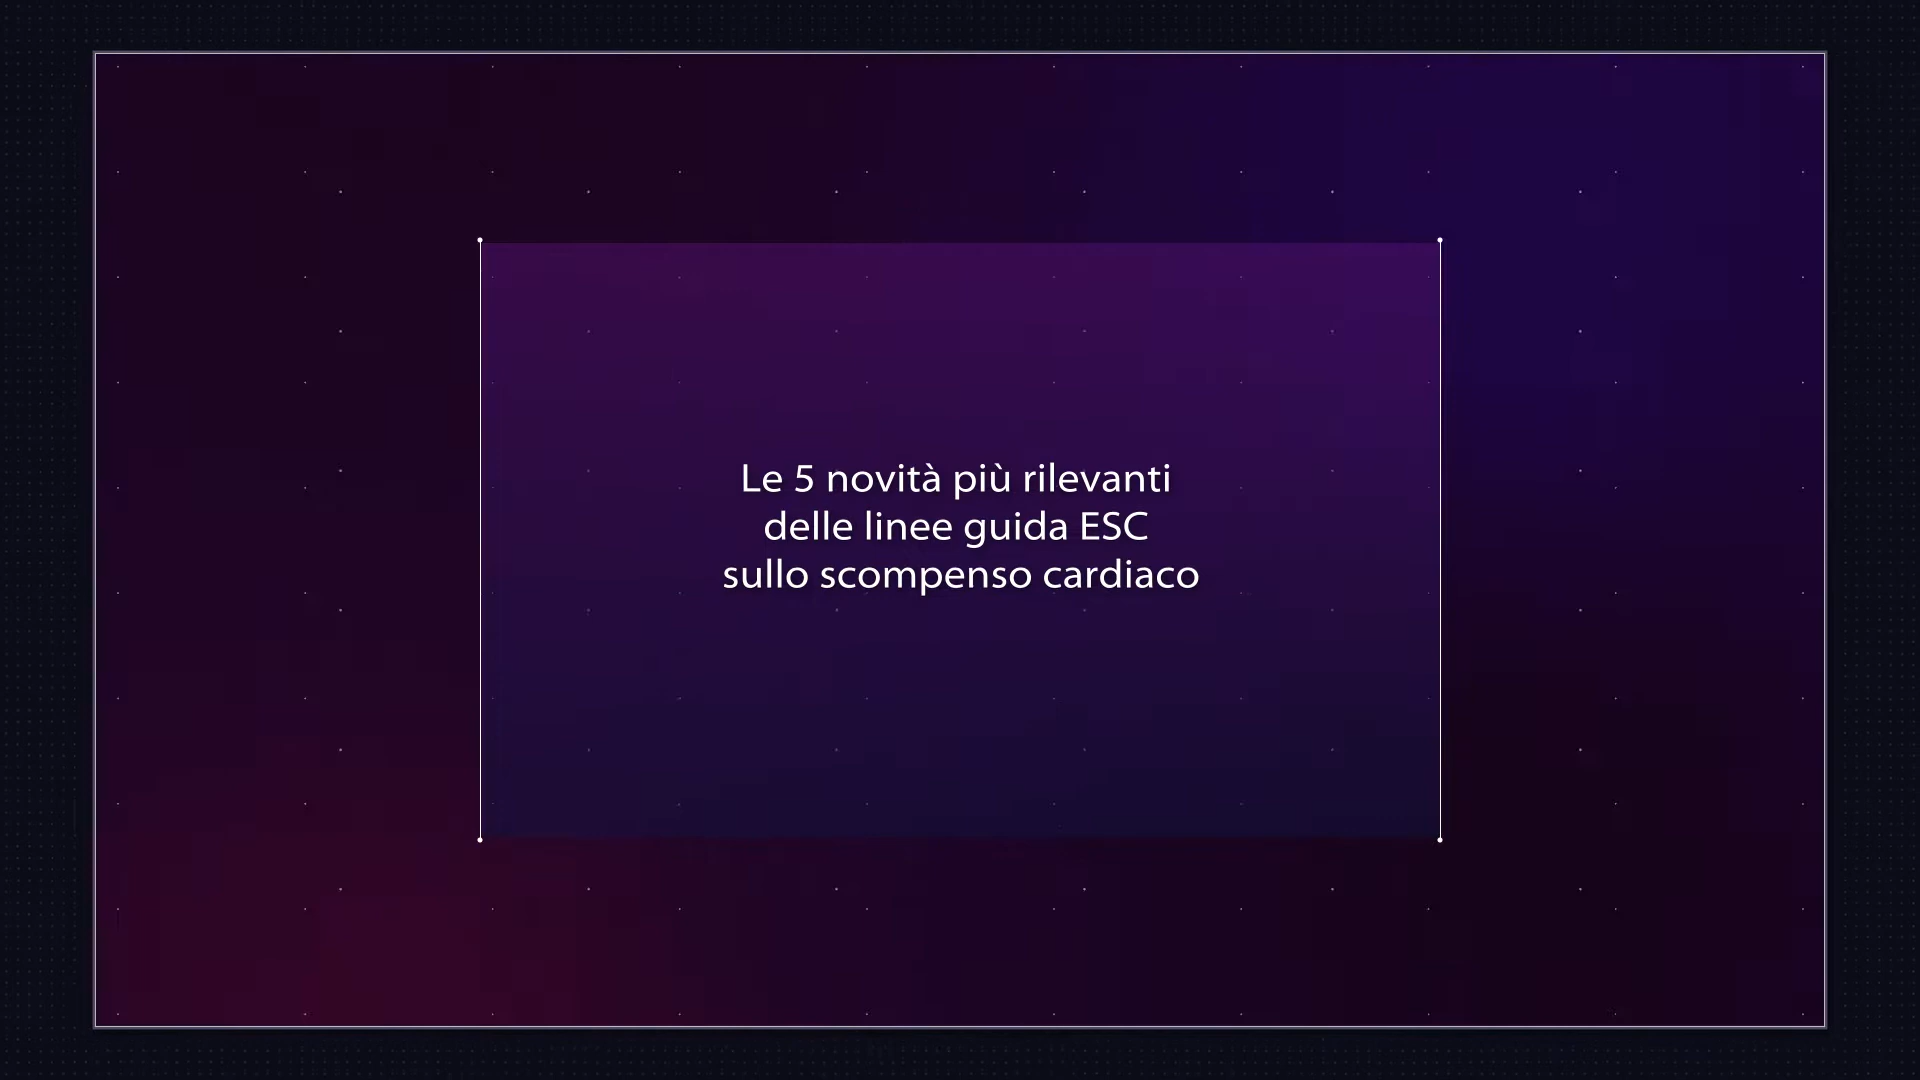 Le 5 novità più rilevanti
delle linee guida ESC
sullo scompenso cardiaco